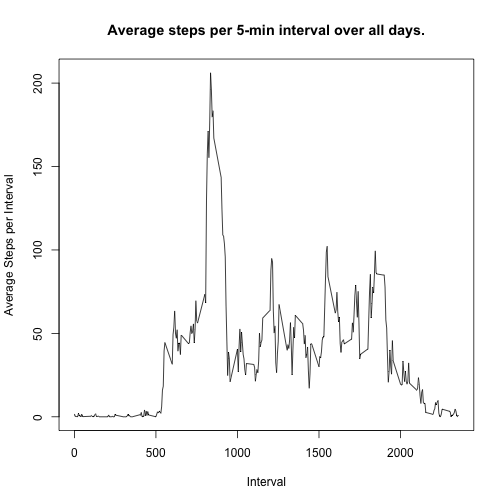 Average steps per 5-min interval over all days.
Average Steps per Interval
200
150
100
50
0
0 500 1000 1500 2000
Interval